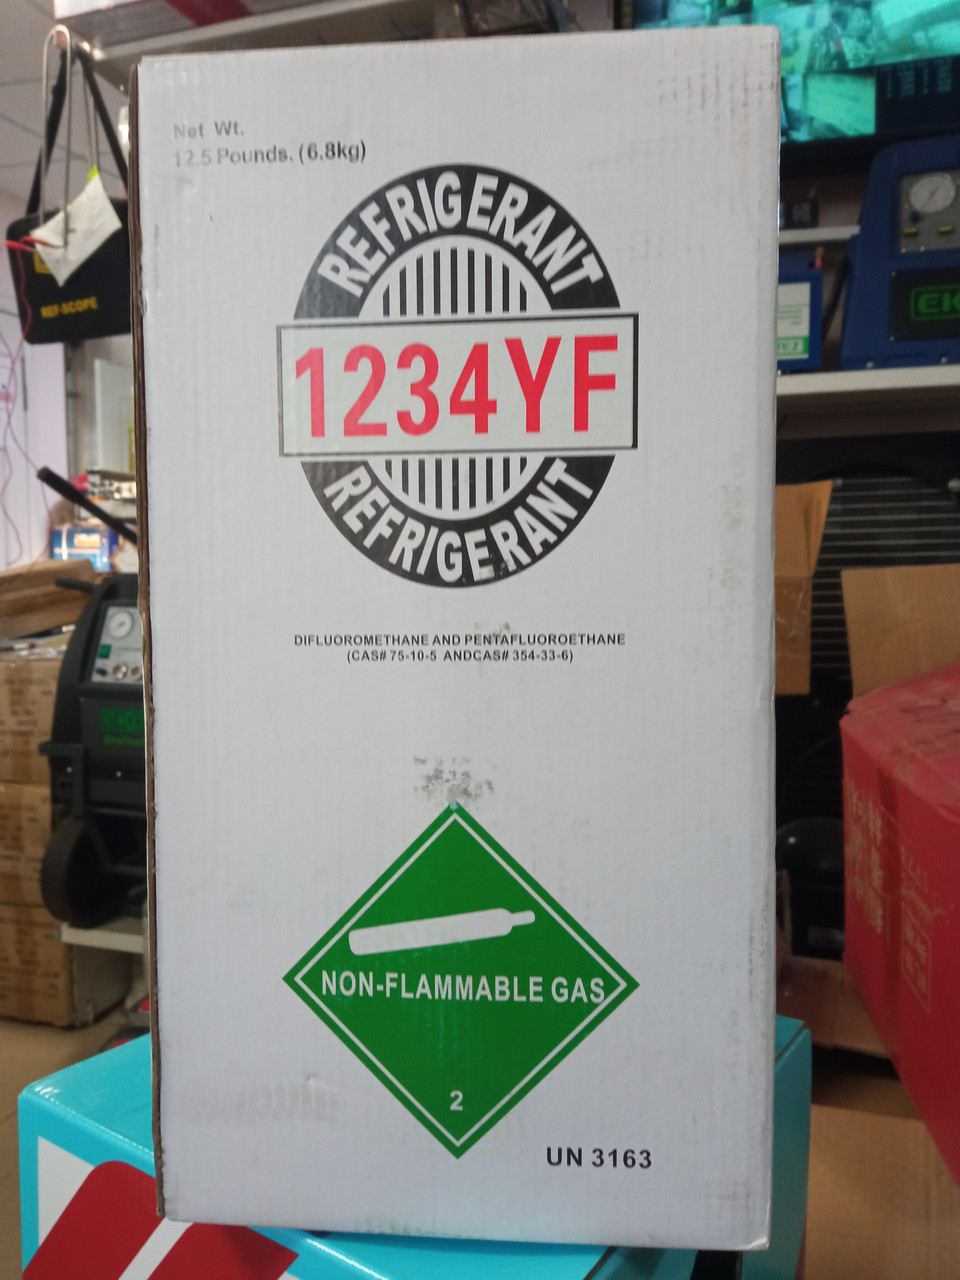 Net Wt.
12.5 Pounds. (6.8kg)
REFRIGERANT
1234YF
REFRIGERANT
DIFLUOROMETHANE AND PENTAFLUOROETHANE
(CAS# 75-10-5 ANDCAS# 354-33-6)
NON-FLAMMABLE GAS
2
UN 3163
REF-SCOPE